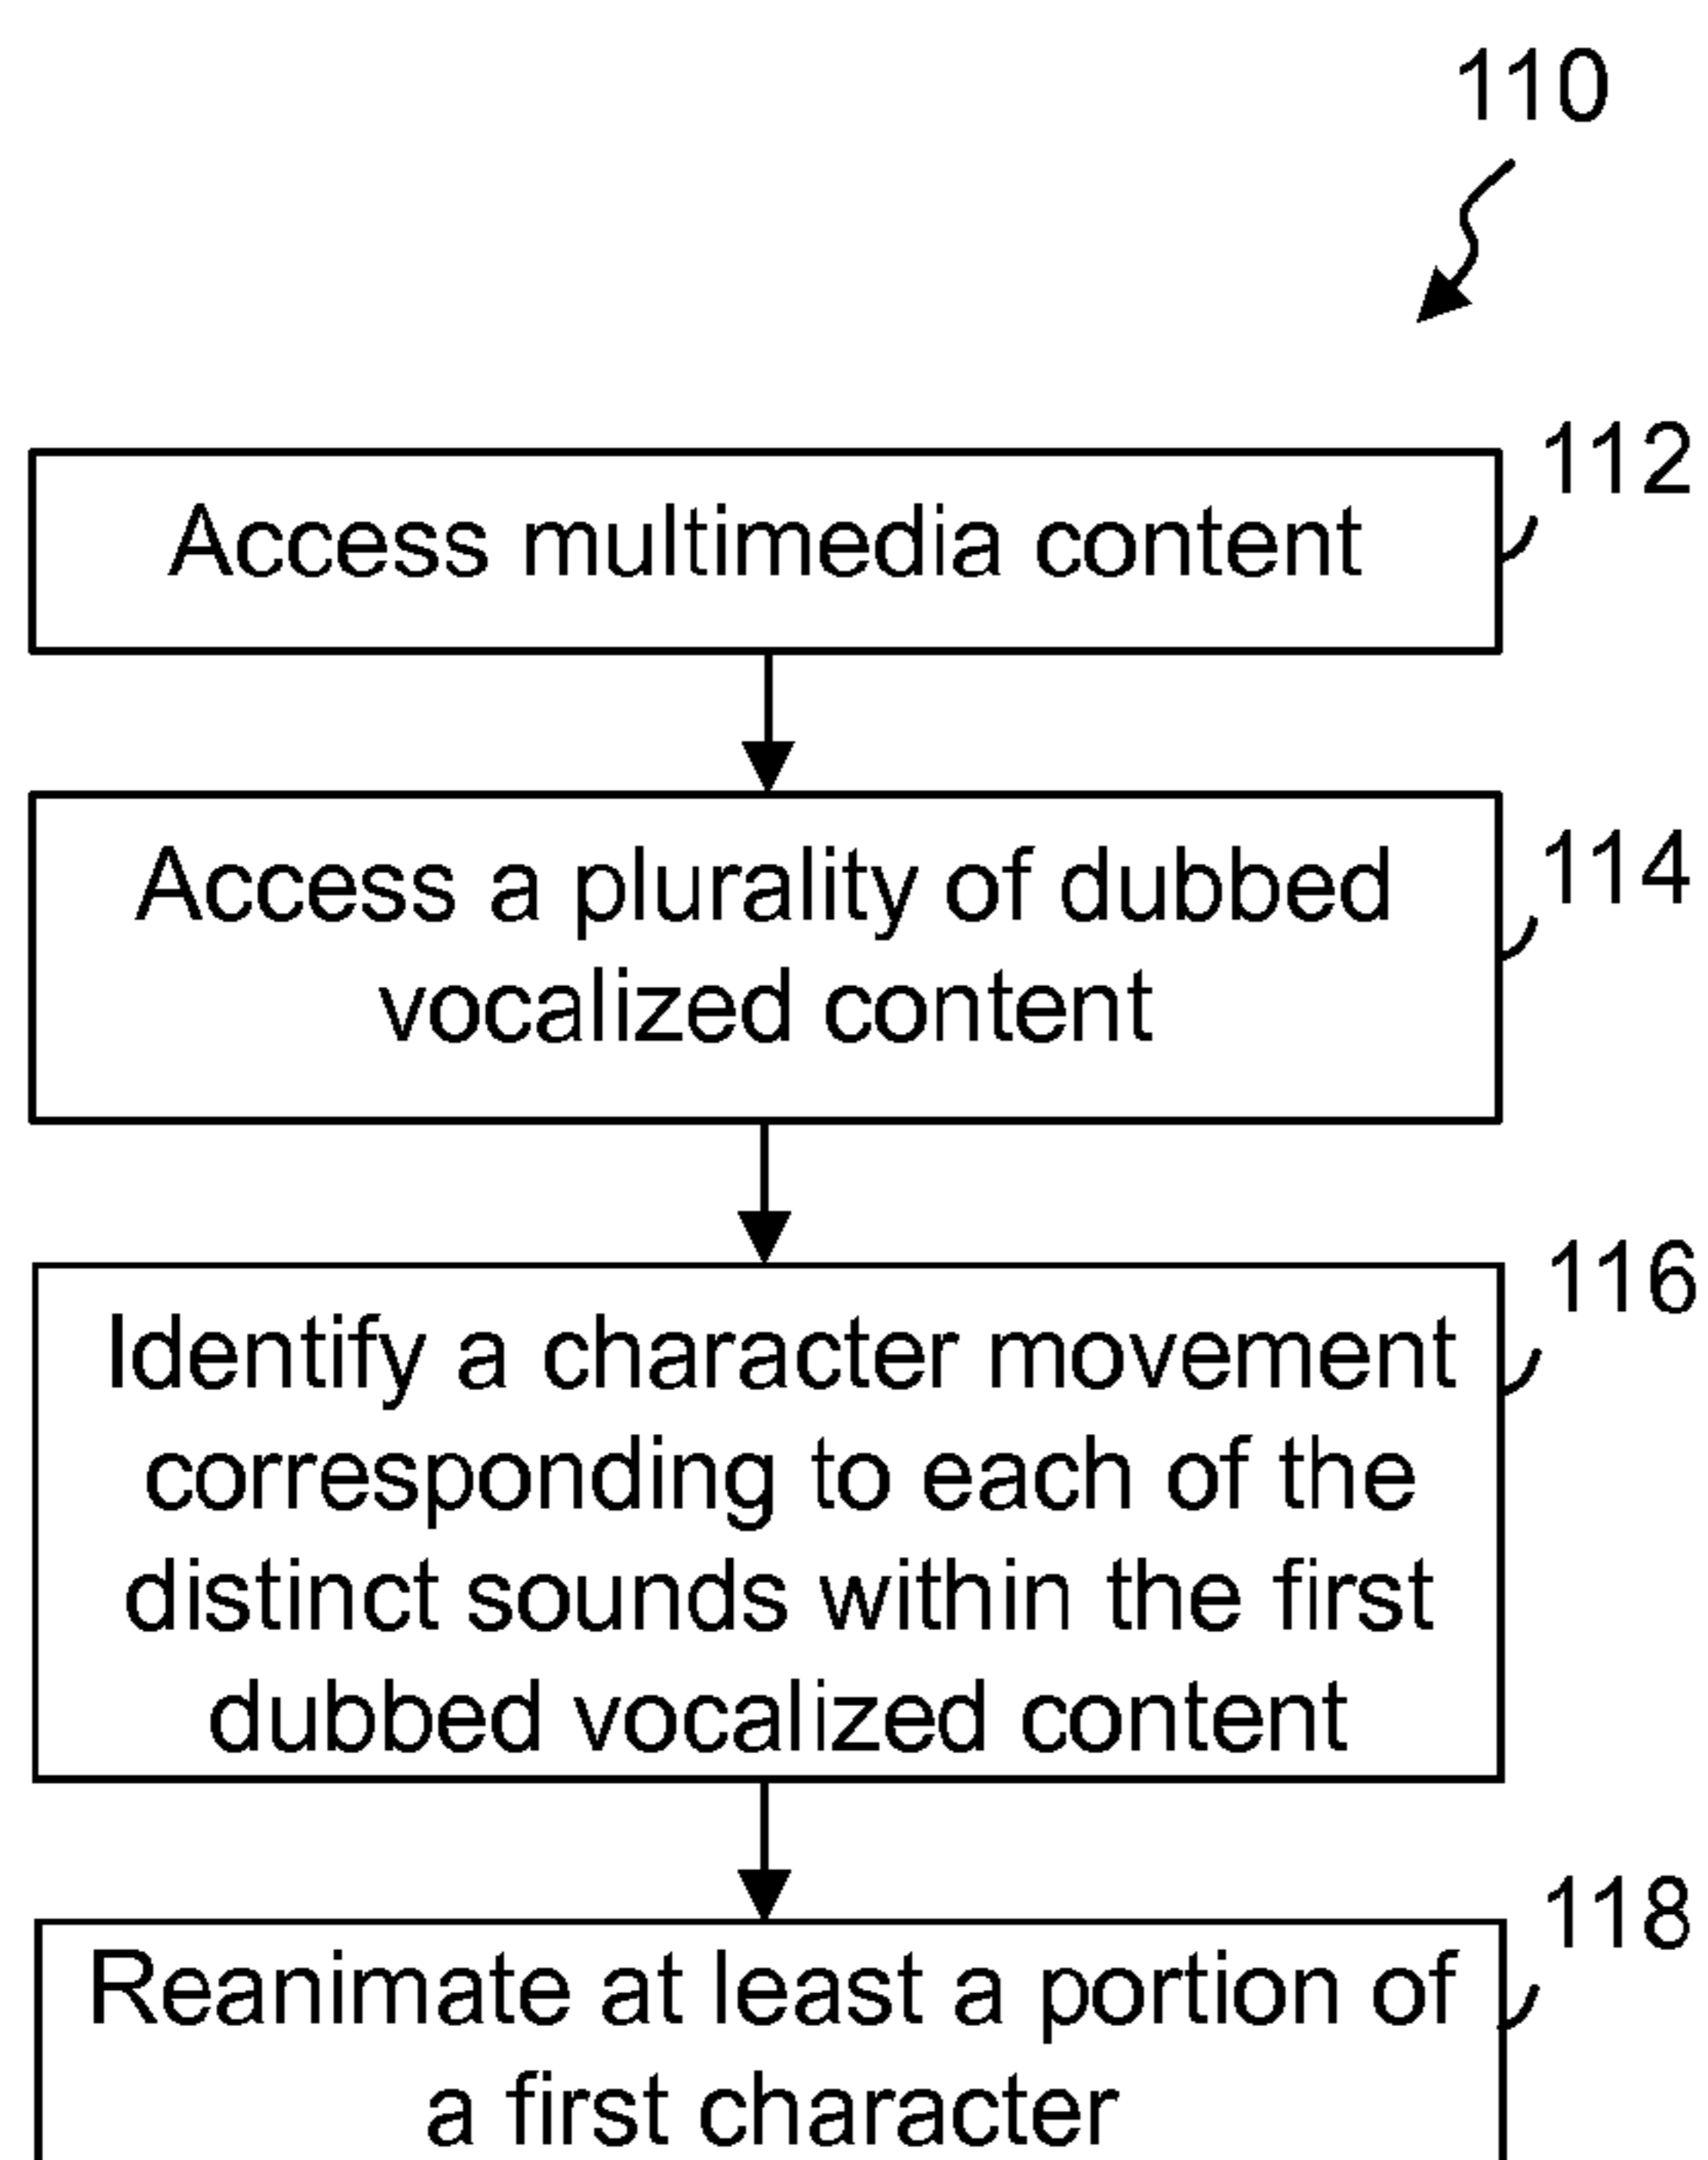 110
112
Access multimedia content
114
Access a plurality of dubbed
vocalized content
116
Identify a character movement
corresponding to each of the
distinct sounds within the first
dubbed vocalized content
118
Reanimate at least a portion of
a first character